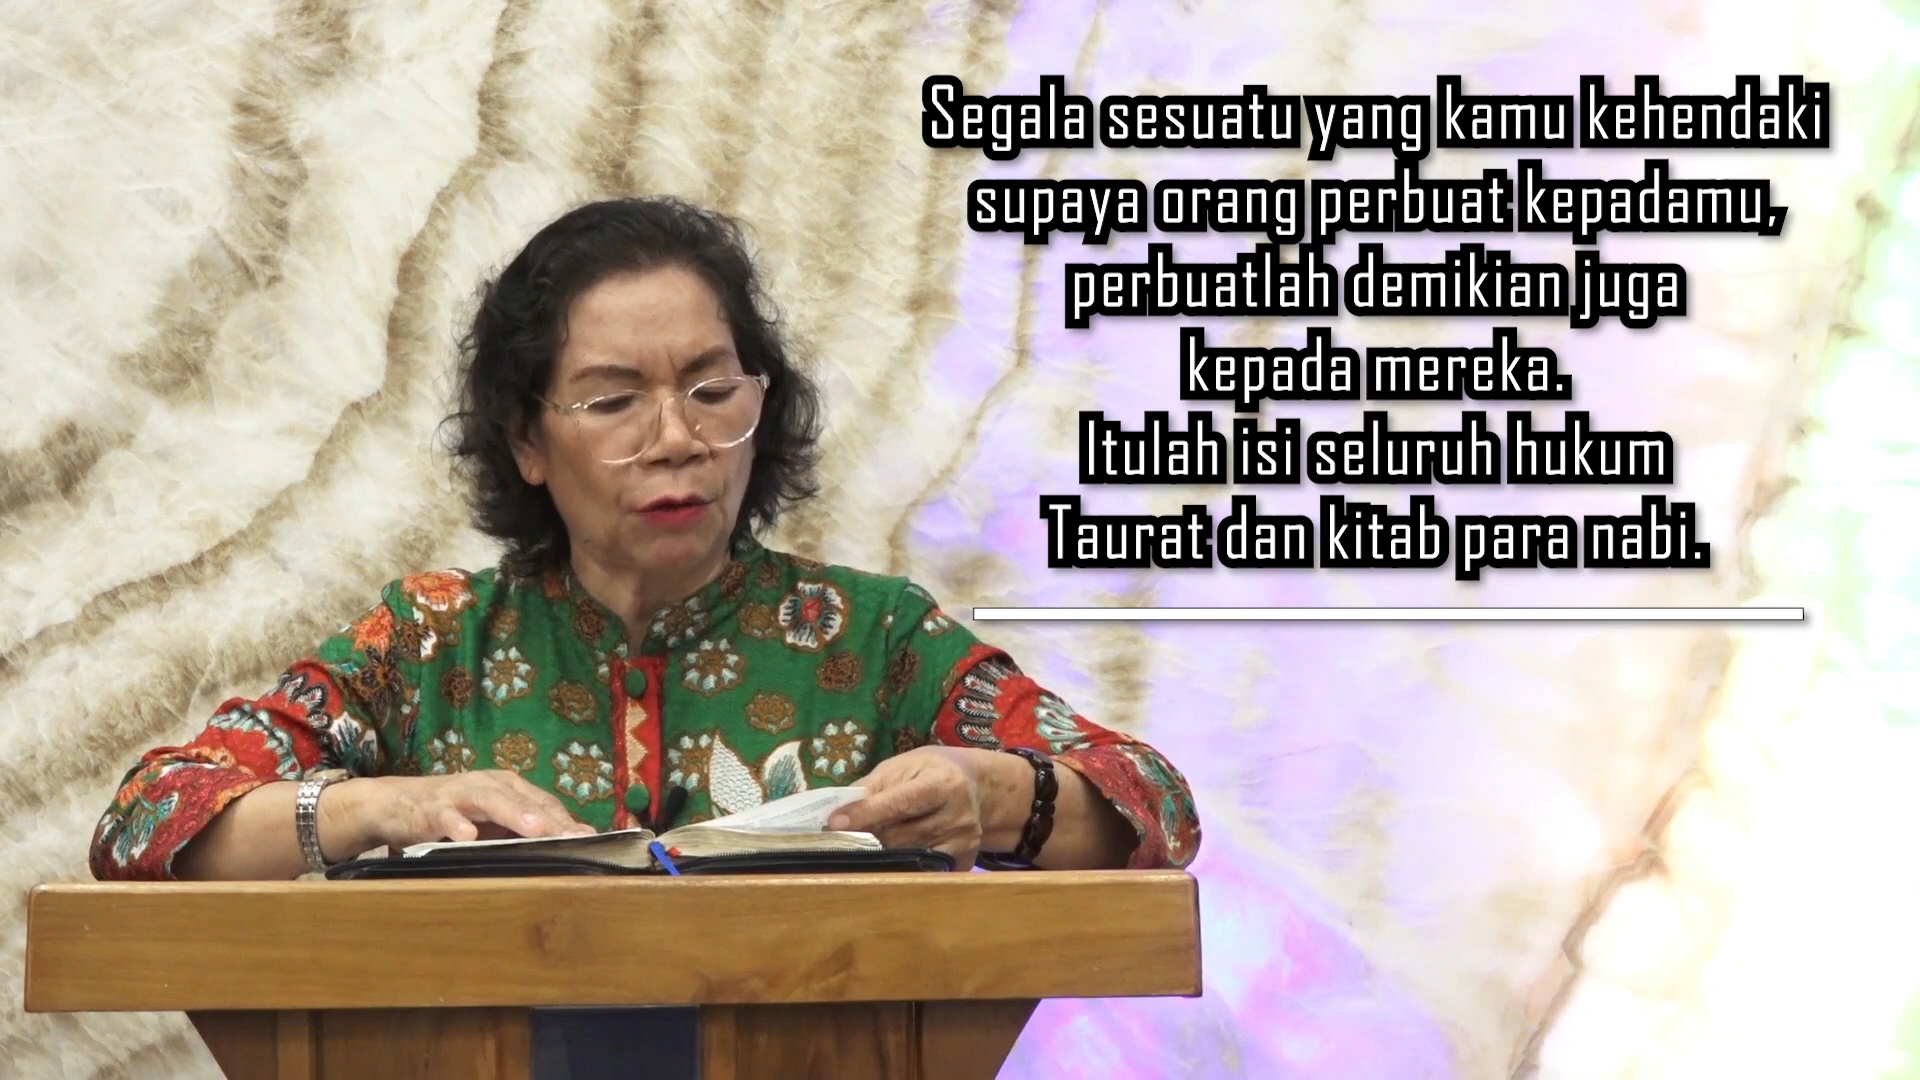 Segala sesuatu yang kamu kehendaki
supaya orang perbuat kepadamu,
perbuatlah demikian juga
kepada mereka.
Itulah isi seluruh hukum
Taurat dan kitab para nabi.